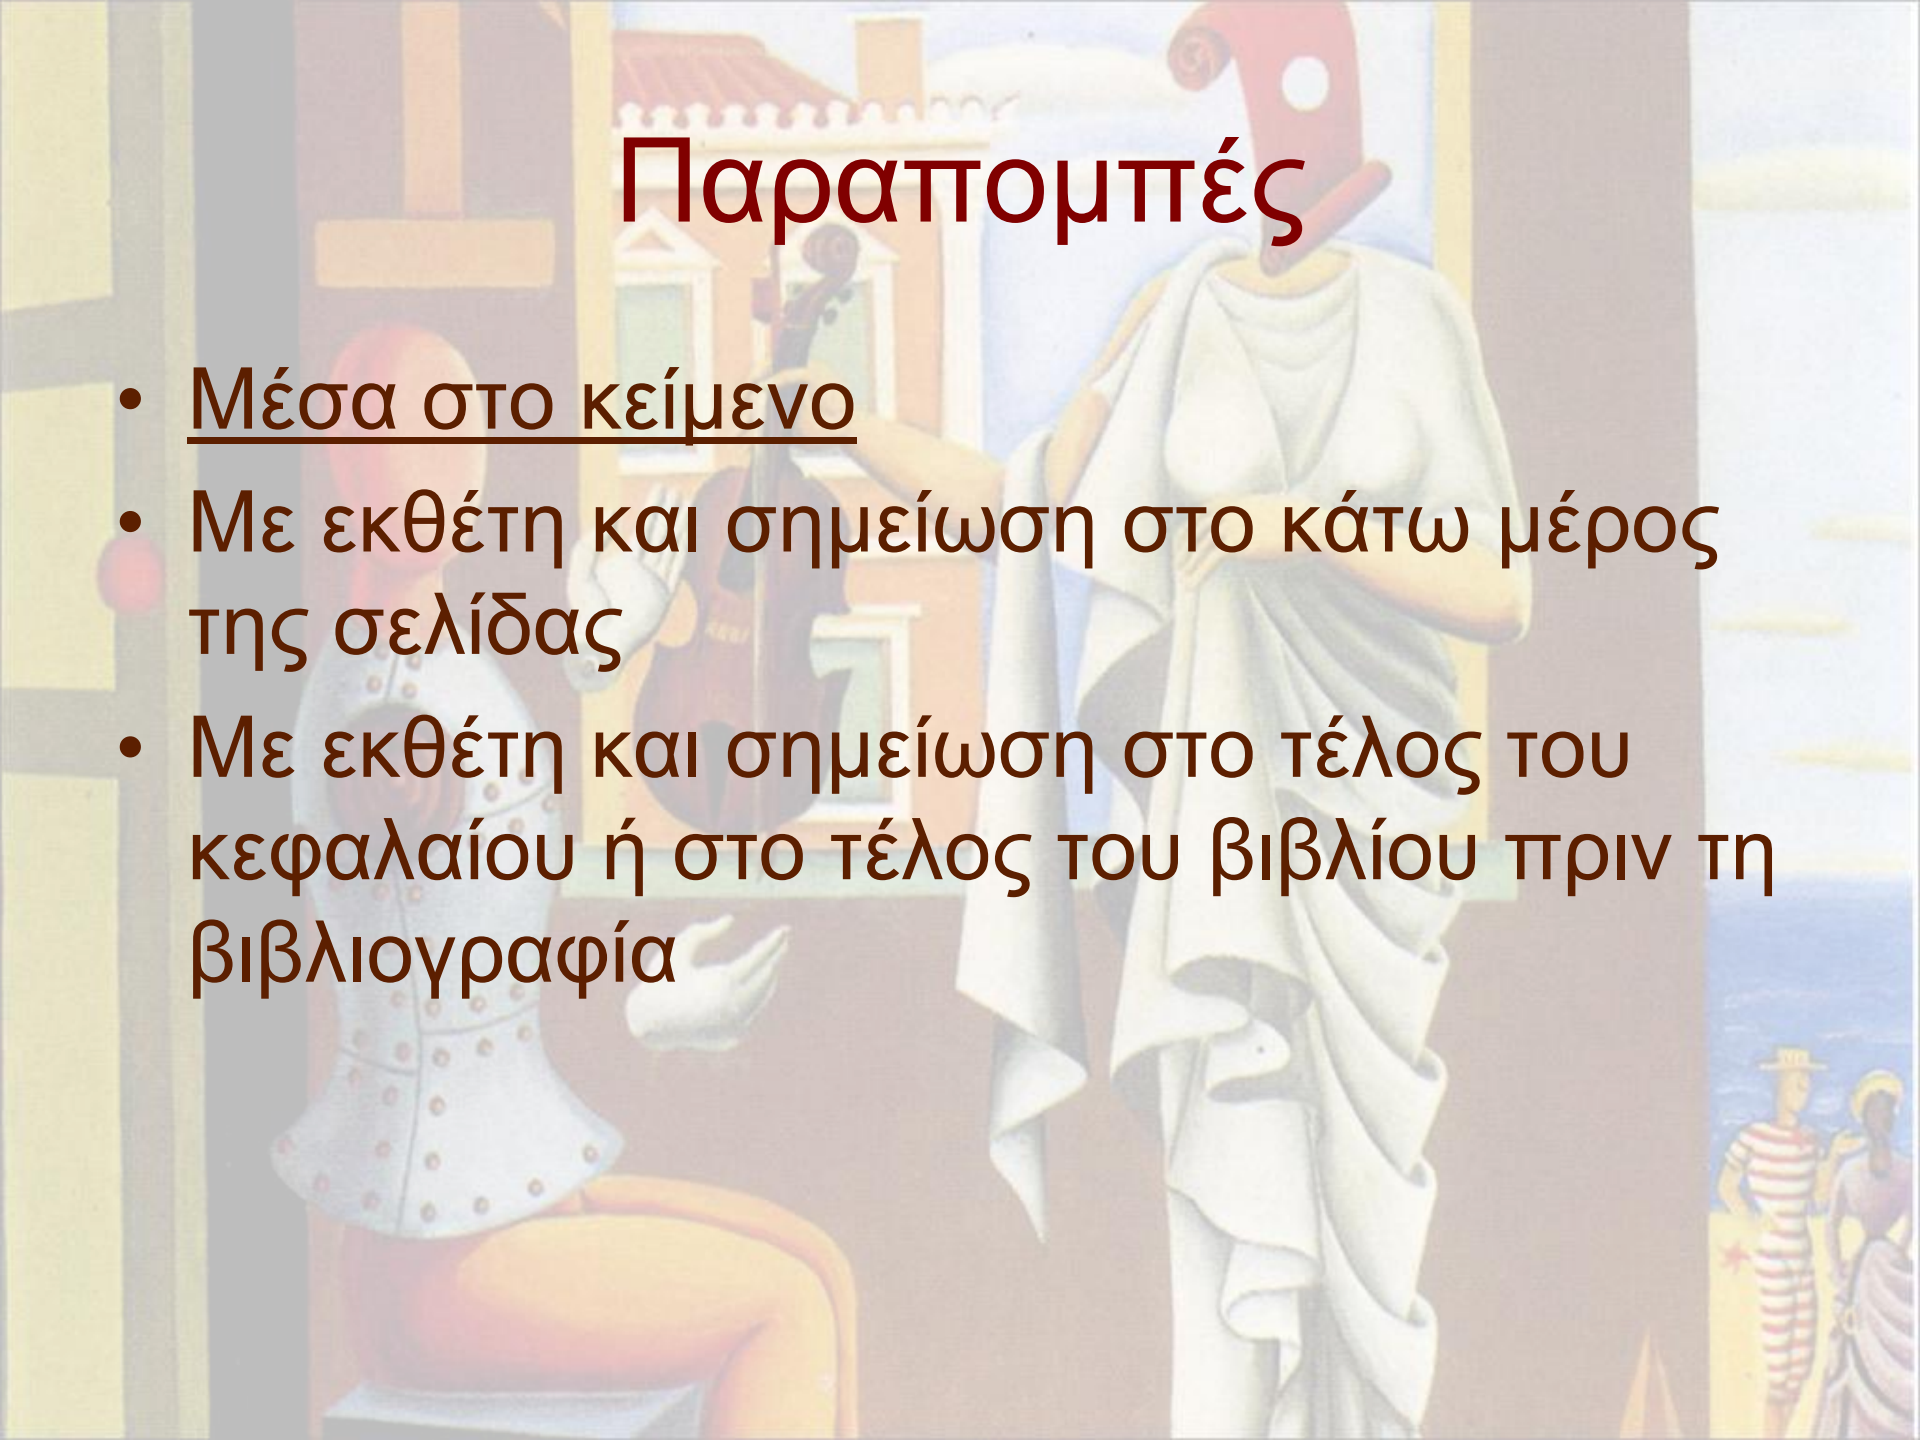 Παραπομπές
• Μέσα στο κείμενο
• Με εκθέτη και σημείωση στο κάτω μέρος
της σελίδας
• Με εκθέτη και σημείωση στο τέλος του
κεφαλαίου ή στο τέλος του βιβλίου πριν τη
βιβλιογραφία